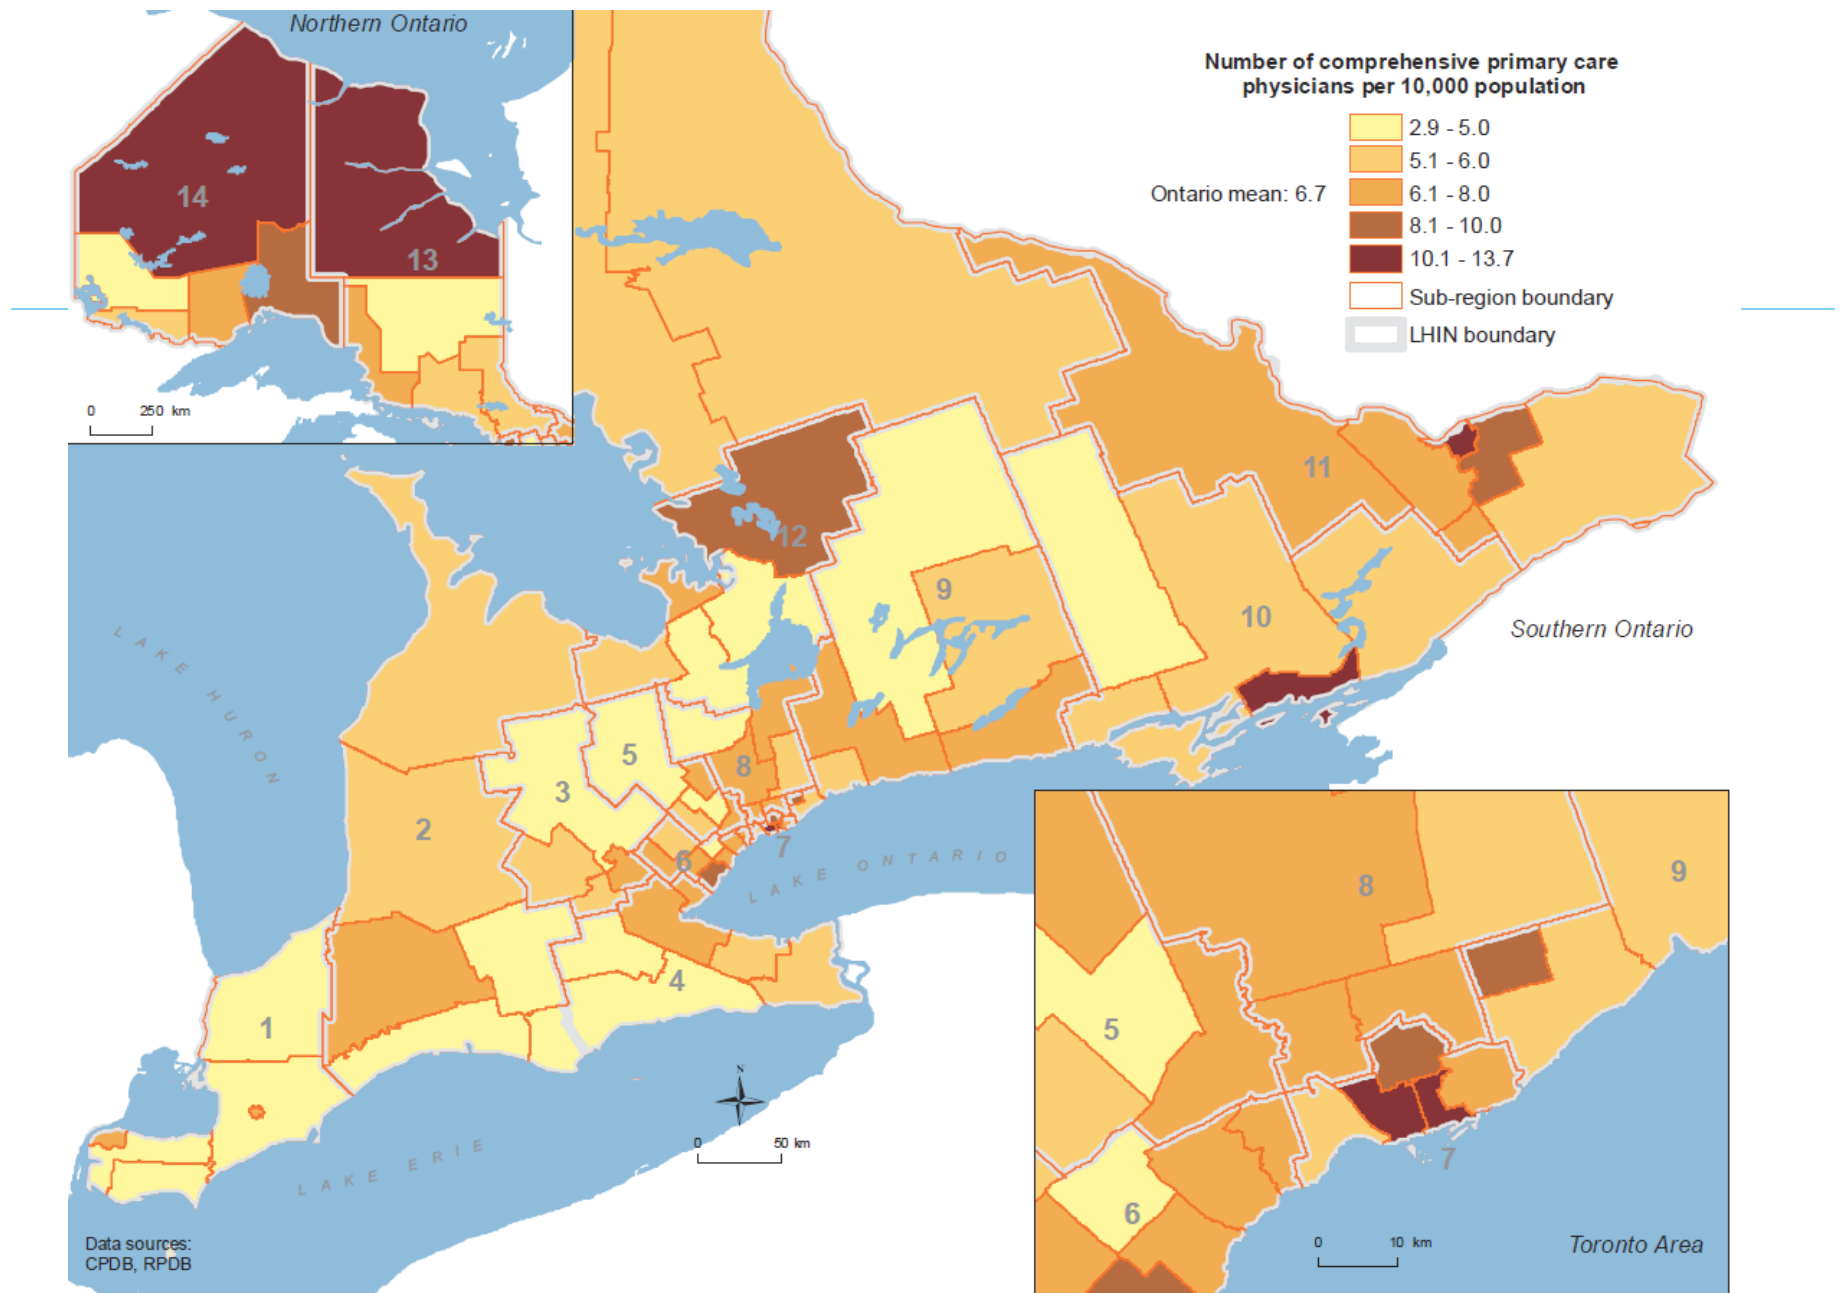 Northern Ontario
14
13
0 250 km
Number of comprehensive primary care
physicians per 10,000 population
2.9 - 5.0
5.1 - 6.0
Ontario mean: 6.7
6.1 - 8.0
8.1 - 10.0
10.1 - 13.7
Sub-region boundary
LHIN boundary
11
12
9
10
Southern Ontario
LAKE HURON
5
8
3
2
7
6
LAKE ONTARIO
4
1
N
0 50 km
LAKE ERIE
Data sources:
CPDB, RPDB
8
9
5
7
6
0 10 km
Toronto Area